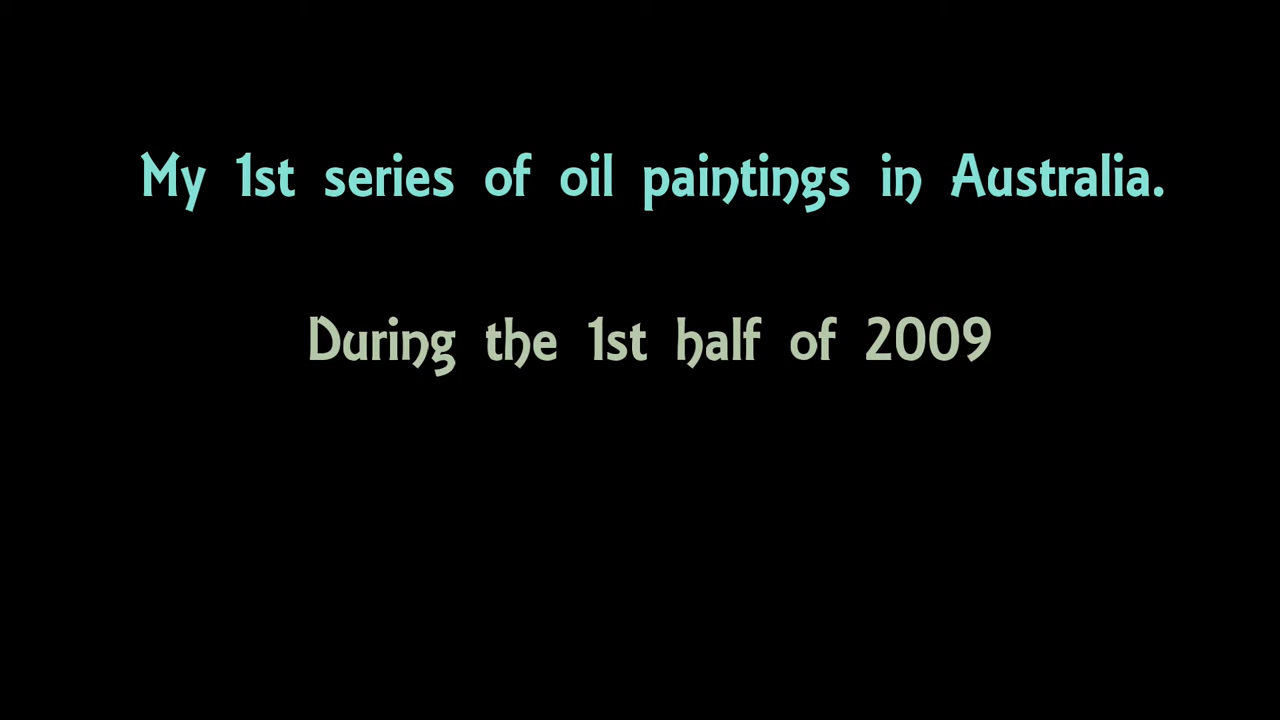 My 1st series of oil paintings in Australia.
During the 1st half of 2009